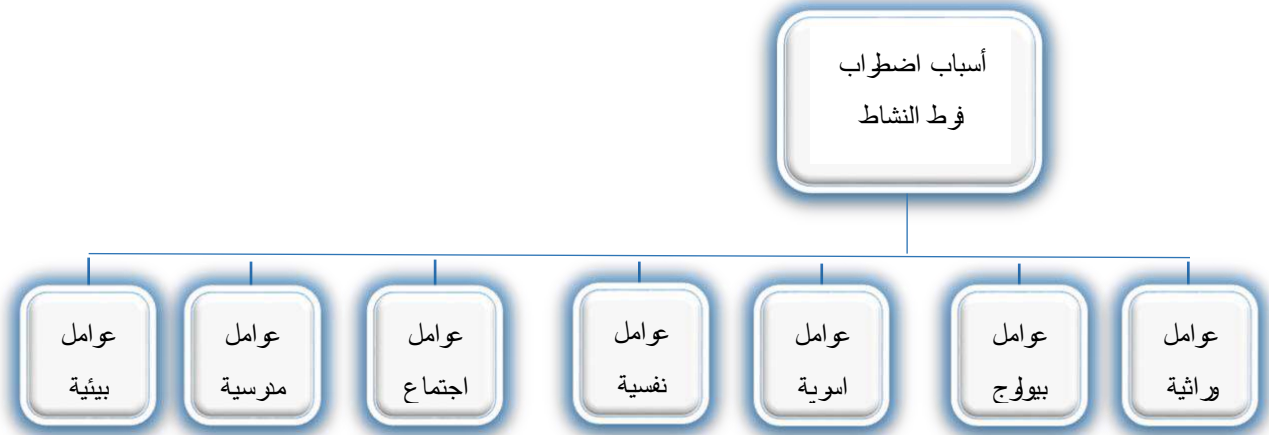 أسباب اضطراب
فرط النشاط
عوامل
وراثية
عوامل
بيولوج
عوامل
اسرية
عوامل
نفسية
عوامل
اجتماع
عوامل
مدرسية
عوامل
بيئية